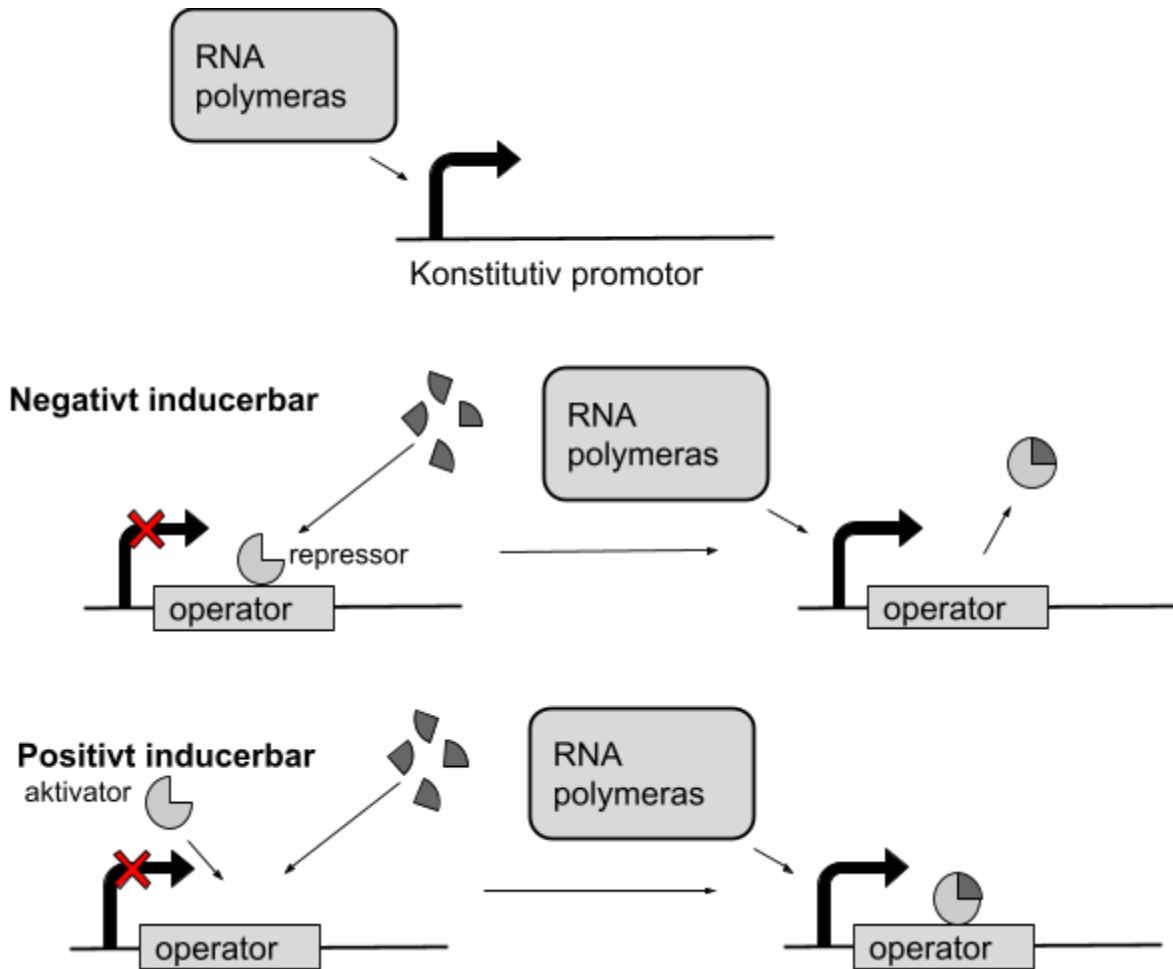 RNA
polymeras
Konstitutiv promotor
Negativt inducerbar
RNA
polymeras
repressor
operator
operator
Positivt inducerbar
aktivator
RNA
polymeras
operator
operator